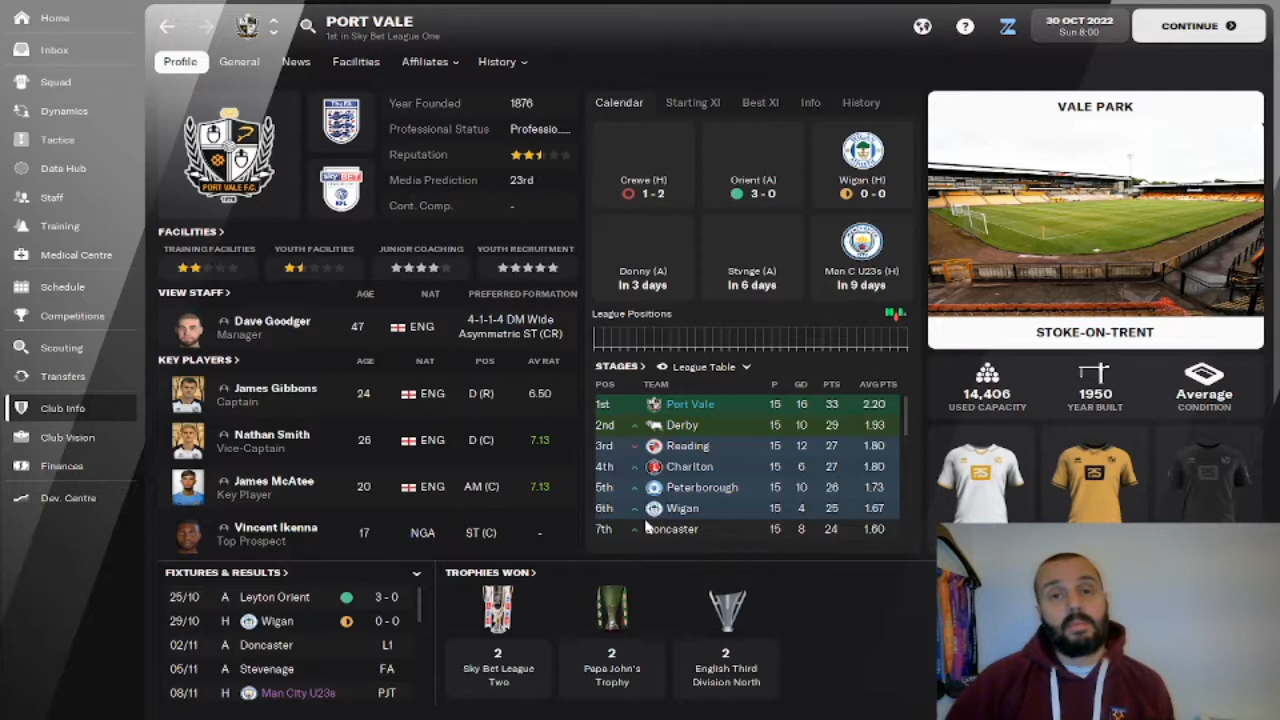 Home
Inbox
Squad
Dynamics
Tactics
Data Hub
Staff
Training
Medical Centre
Schedule
Competitions
Scouting
Transfers
Club Info
Club Vision
Finances
Dev. Centre
PORT VALE
1st in Sky Bet League One
30 OCT 2022
Sun 8:00
CONTINUE
Profile General News Facilities Affiliates History
Year Founded 1876
Professional Status Professio....
Reputation
Media Prediction 23rd
Cont. Comp. -
PORT VALE F.C.
FACILITIES >
TRAINING FACILITIES YOUTH FACILITIES JUNIOR COACHING YOUTH RECRUITMENT
VIEW STAFF > AGE NAT PREFERRED FORMATION
Dave Goodger 47 ENG 4-1-1-4 DM Wide
Manager Asymmetric ST (CR)
KEY PLAYERS > AGE NAT POS AV RAT
James Gibbons 24 ENG D (R) 6.50
Captain
Nathan Smith 26 ENG D (C) 7.13
Vice-Captain
James McAtee 20 ENG AM (C) 7.13
Key Player
Vincent Ikenna 17 NGA ST (C) -
Top Prospect
Calendar Starting XI Best XI Info History
Crewe (H) Orient (A) Wigan (H)
1-2 3-0 0-0
Donny (A) Stvnge (A) Man C U23s (H)
In 3 days In 6 days In 9 days
League Positions
STAGES > League Table
POS TEAM P GD PTS AVG PTS
1st Port Vale 15 16 33 2.20
2nd Derby 15 10 29 1.93
3rd Reading 15 12 27 1.80
4th Charlton 15 6 27 1.80
5th Peterborough 15 10 26 1.73
6th Wigan 15 4 25 1.67
7th Doncaster 15 8 24 1.60
VALE PARK
STOKE-ON-TRENT
14,406 1950 Average
USED CAPACITY YEAR BUILT CONDITION
FIXTURES & RESULTS >
25/10 A Leyton Orient 3-0
29/10 H Wigan 0-0
02/11 A Doncaster L1
05/11 A Stevenage FA
08/11 H Man City U23s PJT
TROPHIES WON >
2 2 2
Sky Bet League Papa John's English Third
Two Trophy Division North